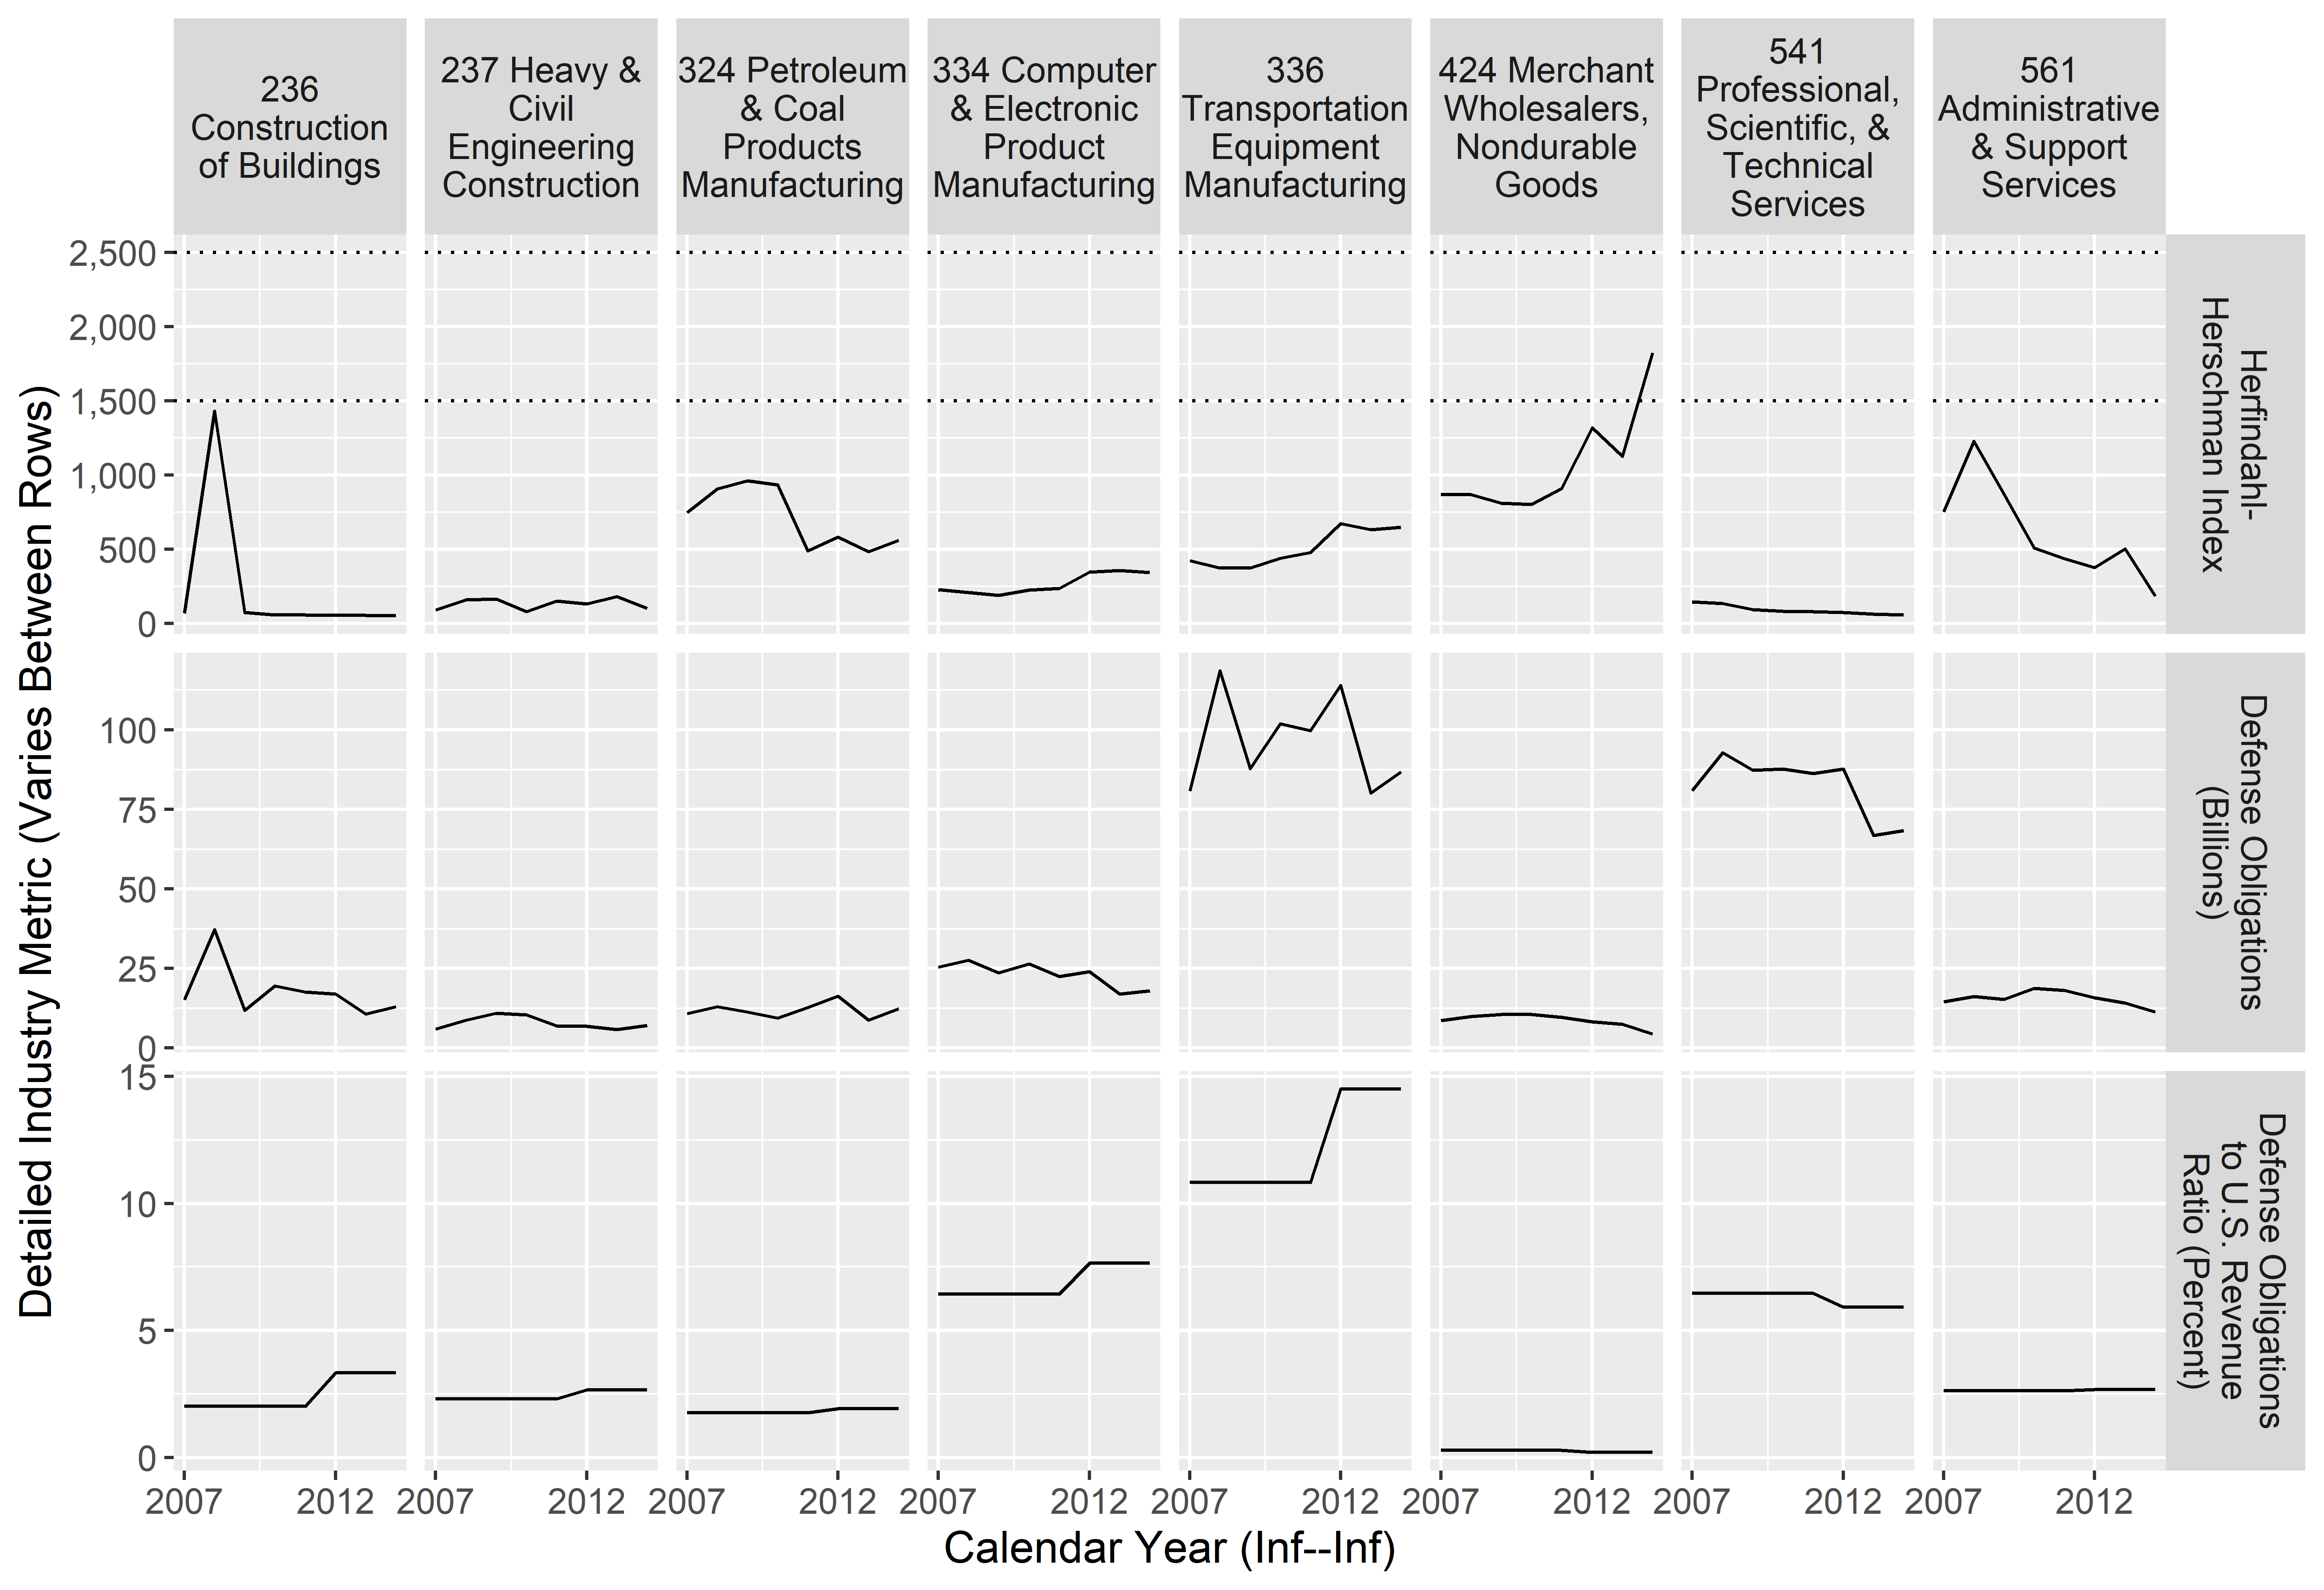 236
Construction
of Buildings
237 Heavy &
Civil
Engineering
Construction
324 Petroleum
& Coal
Products
Manufacturing
334 Computer
& Electronic
Product
Manufacturing
336
Transportation
Equipment
Manufacturing
424 Merchant
Wholesalers,
Nondurable
Goods
541
Professional,
Scientific, &
Technical
Services
561
Administrative
& Support
Services
Detailed Industry Metric (Varies Between Rows)
2,500
2,000
1,500
1,000
500
0
Herfindahl-
Herschman Index
100
75
50
25
0
Defense Obligations
(Billions)
15
10
5
0
Defense Obligations
to U.S. Revenue
Ratio (Percent)
2007 2012 2007 2012 2007 2012 2007 2012 2007 2012 2007 2012 2007 2012 2007 2012
Calendar Year (Inf--Inf)